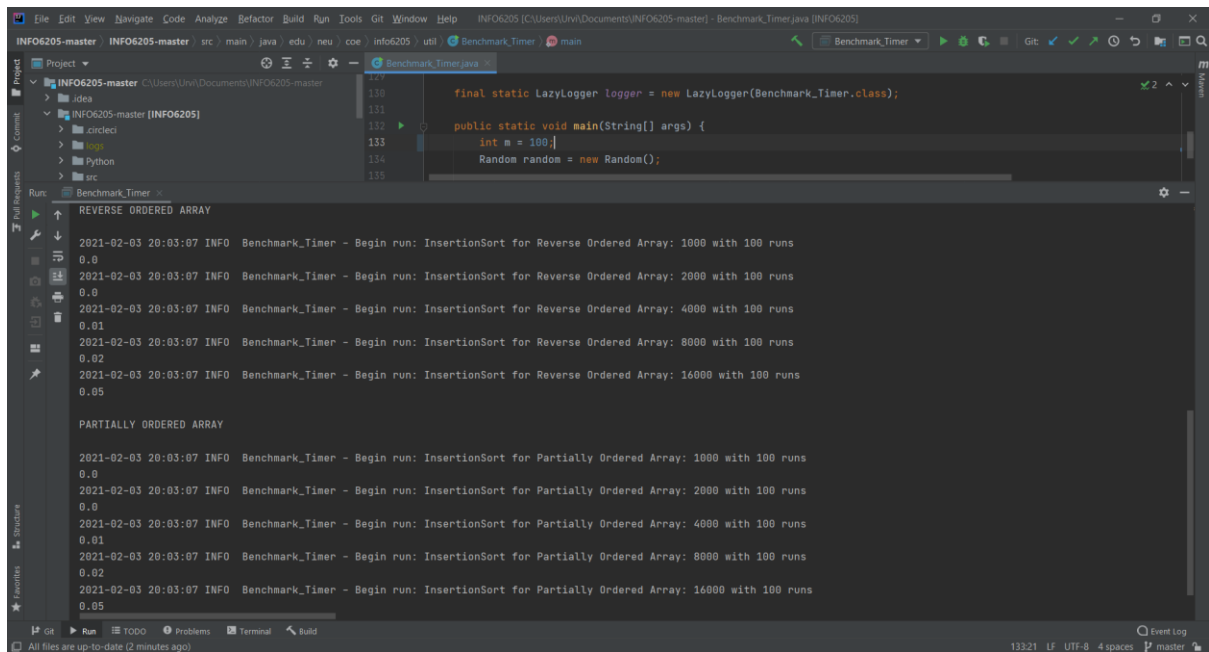 File Edit View Navigate Code Analyze Refactor Build Run Tools Git Window Help INFO6205 [C:\Users\Urvi\Documents\INFO6205-master] - Benchmark_Timer.java [INFO6205]
INFO6205-master INFO6205-master src main java edu neu coe info6205 util Benchmark_Timer main Benchmark_Timer Git:
Project Benchmark_Timer.java
INFO6205-master C:\Users\Urvi\Documents\INFO6205-master 129
.idea 130 final static LazyLogger logger = new LazyLogger(Benchmark_Timer.class); 2
INFO6205-master [INFO6205] 131
.circleci 132 public static void main(String[] args) {
logs 133 int m = 100;
Python 134 Random random = new Random();
src 135
Run: Benchmark_Timer
REVERSE ORDERED ARRAY
2021-02-03 20:03:07 INFO Benchmark_Timer - Begin run: InsertionSort for Reverse Ordered Array: 1000 with 100 runs
0.0
2021-02-03 20:03:07 INFO Benchmark_Timer - Begin run: InsertionSort for Reverse Ordered Array: 2000 with 100 runs
0.0
2021-02-03 20:03:07 INFO Benchmark_Timer - Begin run: InsertionSort for Reverse Ordered Array: 4000 with 100 runs
0.01
2021-02-03 20:03:07 INFO Benchmark_Timer - Begin run: InsertionSort for Reverse Ordered Array: 8000 with 100 runs
0.02
2021-02-03 20:03:07 INFO Benchmark_Timer - Begin run: InsertionSort for Reverse Ordered Array: 16000 with 100 runs
0.05
PARTIALLY ORDERED ARRAY
2021-02-03 20:03:07 INFO Benchmark_Timer - Begin run: InsertionSort for Partially Ordered Array: 1000 with 100 runs
0.0
2021-02-03 20:03:07 INFO Benchmark_Timer - Begin run: InsertionSort for Partially Ordered Array: 2000 with 100 runs
0.0
2021-02-03 20:03:07 INFO Benchmark_Timer - Begin run: InsertionSort for Partially Ordered Array: 4000 with 100 runs
0.01
2021-02-03 20:03:07 INFO Benchmark_Timer - Begin run: InsertionSort for Partially Ordered Array: 8000 with 100 runs
0.02
2021-02-03 20:03:07 INFO Benchmark_Timer - Begin run: InsertionSort for Partially Ordered Array: 16000 with 100 runs
0.05
Project
Commit
Pull Requests
Structure
Favorites
Maven
Git Run TODO Problems Terminal Build Event Log
All files are up-to-date (2 minutes ago) 133:21 LF UTF-8 4 spaces master